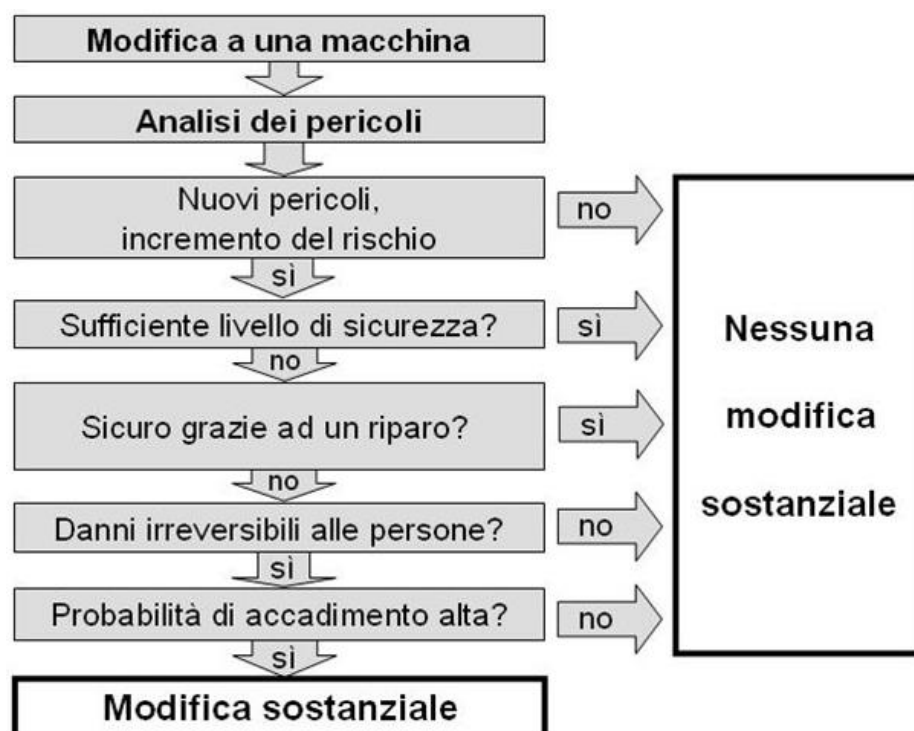 Modifica a una macchina
Analisi dei pericoli
Nuovi pericoli,
incremento del rischio
no
sì
Sufficiente livello di sicurezza?
sì
no
Sicuro grazie ad un riparo?
sì
no
Danni irreversibili alle persone?
no
sì
Probabilità di accadimento alta?
no
sì
Modifica sostanziale
Nessuna
modifica
sostanziale